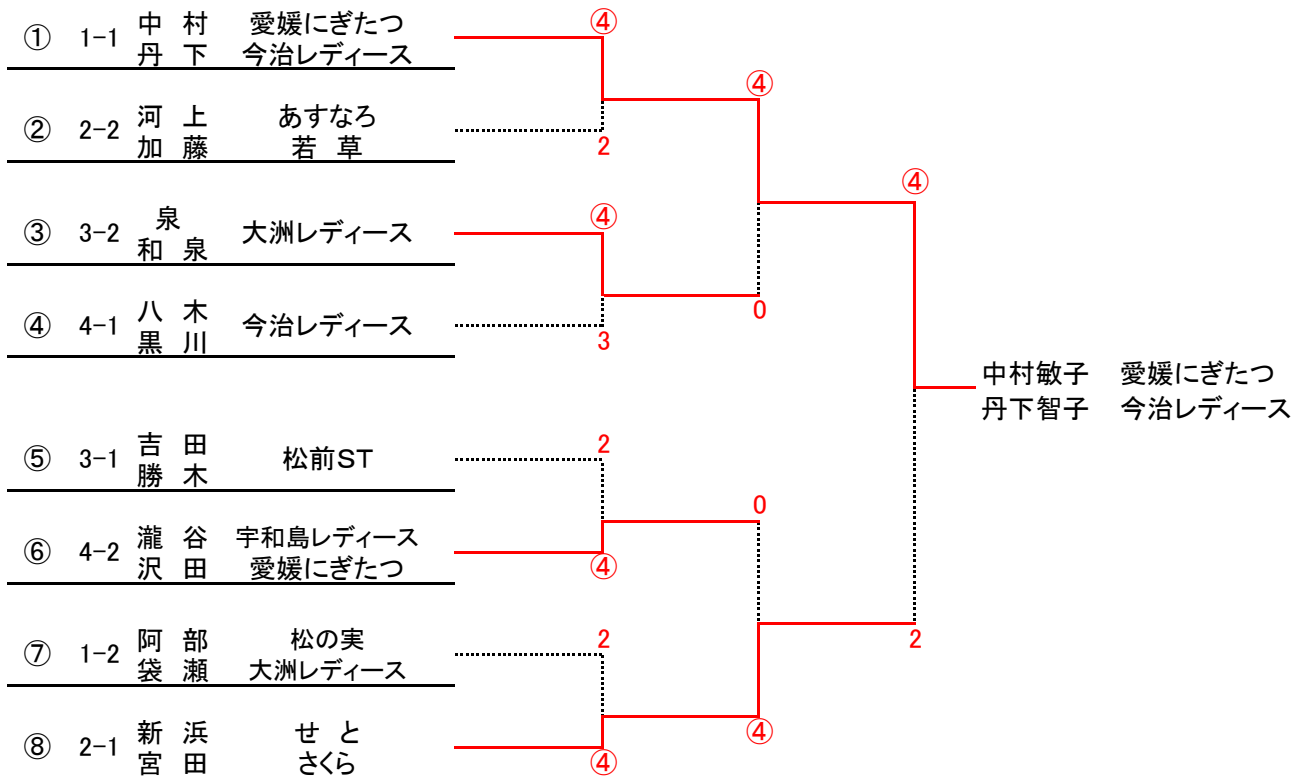 中 村 愛媛にぎたつ ④
① 1-1
丹 下 今治レディース
④
河 上 あすなろ
② 2-2
加 藤 若 草 2
④
泉 ④
③ 3-2 大洲レディース
和 泉
八 木 0
④ 4-1 今治レディース
黒 川 3
中村敏子 愛媛にぎたつ
丹下智子 今治レディース
吉 田 2
⑤ 3-1 松前ST
勝 木
0
瀧 谷 宇和島レディース
⑥ 4-2
沢 田 愛媛にぎたつ ④
阿 部 松の実 2 2
⑦ 1-2
袋 瀬 大洲レディース
新 浜 せ と ④
⑧ 2-1
宮 田 さくら ④